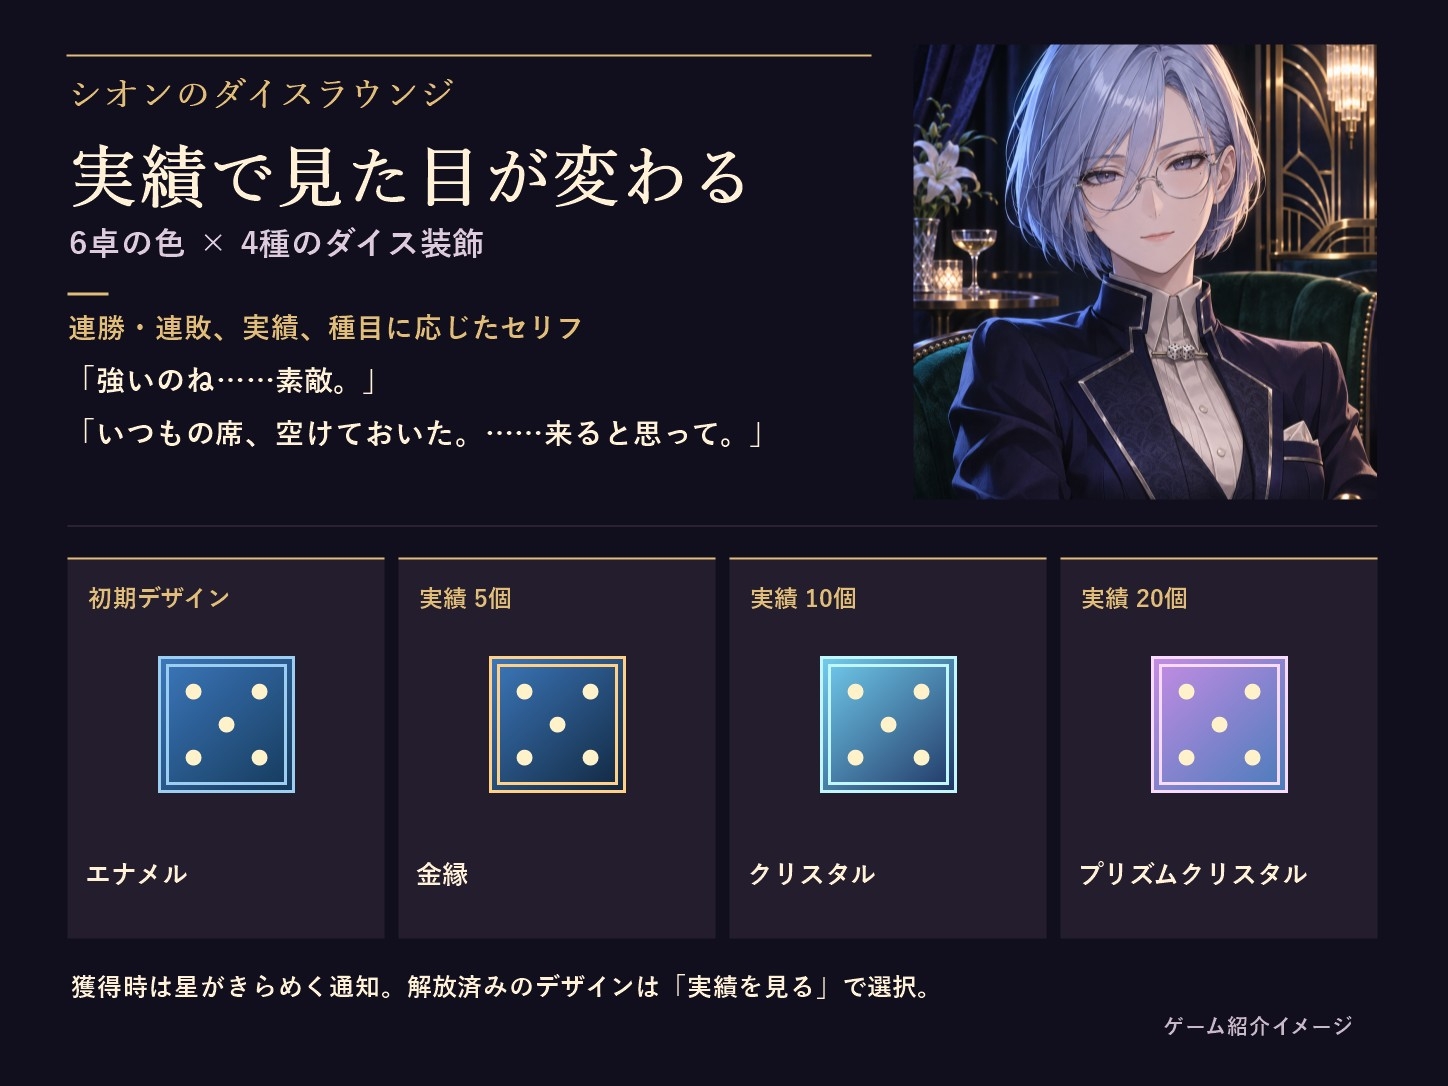 シオンのダイスラウンジ
実績で見た目が変わる
6卓の色 × 4種のダイス装飾
連勝・連敗、実績、種目に応じたセリフ
「強いのね……素敵。」
「いつもの席、空けておいた。……来ると思って。」
初期デザイン
エナメル
実績 5個
金縁
実績 10個
クリスタル
実績 20個
プリズムクリスタル
獲得時は星がきらめく通知。解放済みのデザインは「実績を見る」で選択。
ゲーム紹介イメージ